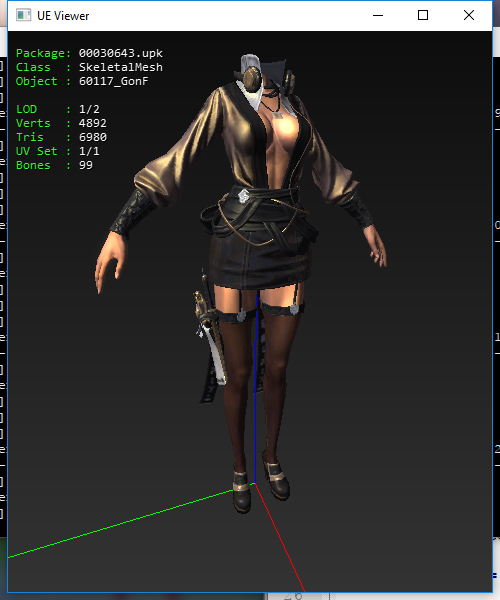 UE Viewer
Package: 00030643.upk
Class  : SkeletalMesh
Object : 60117_GonF
LOD    : 1/2
Verts  : 4892
Tris   : 6980
UV Set : 1/1
Bones  : 99